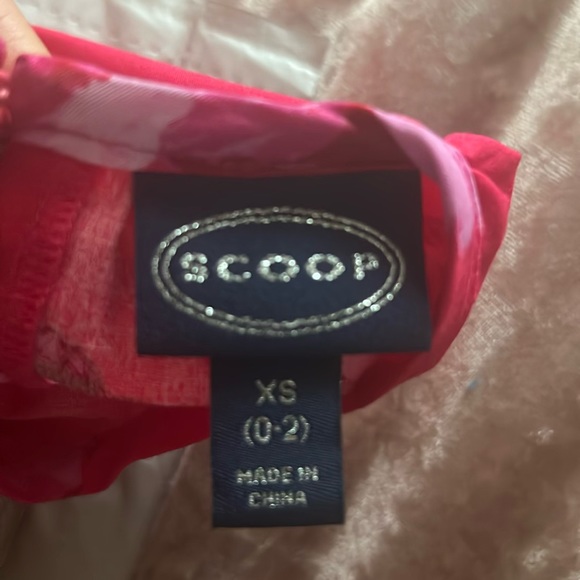 SCOOP
XS
(0-2)
MADE IN
CHINA